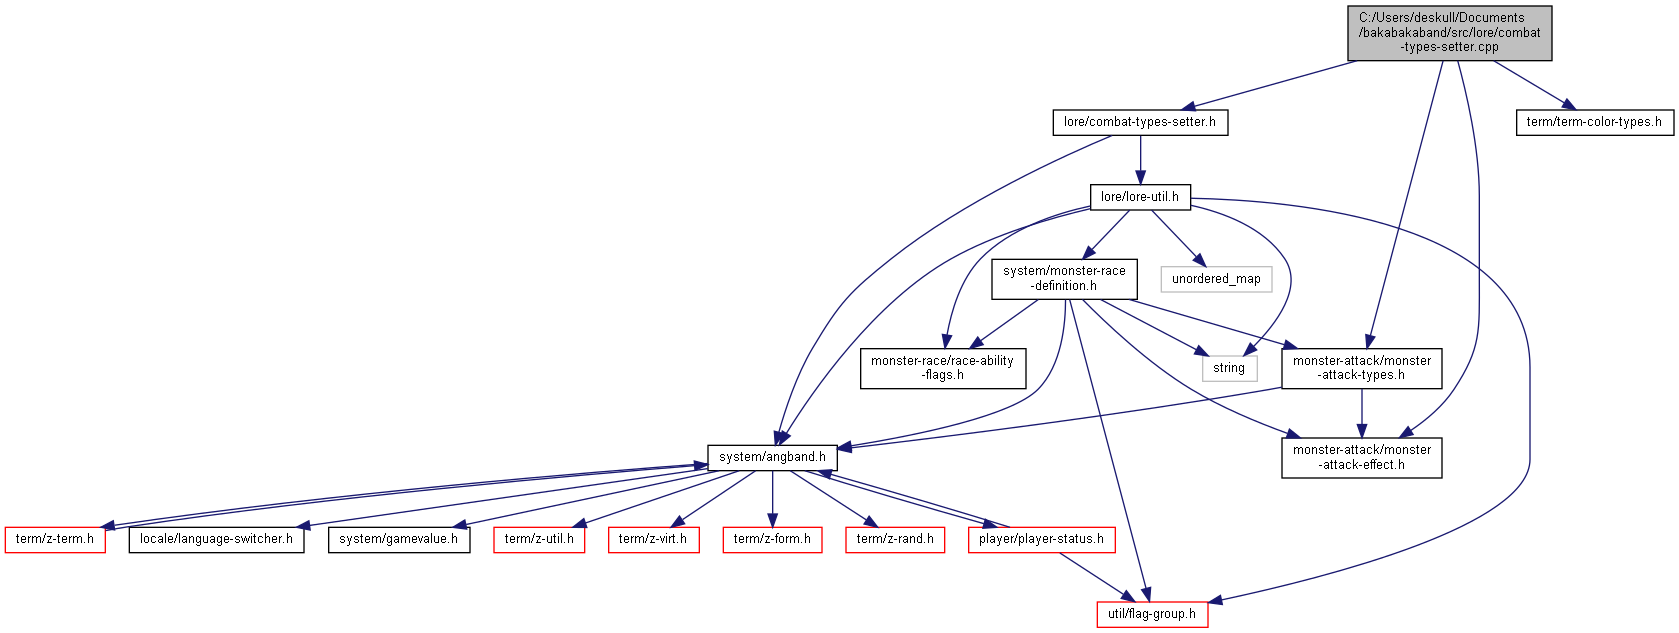 C:/Users/deskull/Documents
/bakabakaband/src/lore/combat
-types-setter.cpp
lore/combat-types-setter.h
term/term-color-types.h
lore/lore-util.h
system/monster-race
-definition.h
unordered_map
monster-race/race-ability
-flags.h
string
monster-attack/monster
-attack-types.h
system/angband.h
monster-attack/monster
-attack-effect.h
term/z-term.h
locale/language-switcher.h
system/gamevalue.h
term/z-util.h
term/z-virt.h
term/z-form.h
term/z-rand.h
player/player-status.h
util/flag-group.h